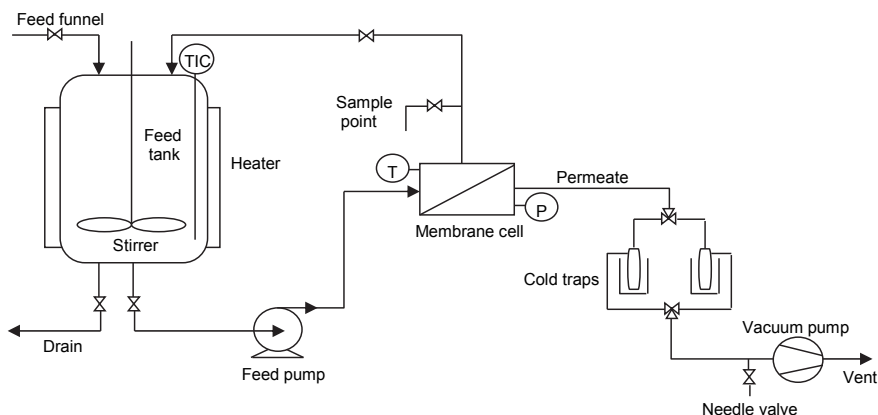 Feed funnel
TIC
Sample
point
Feed
tank
Heater
T
Permeate
P
Membrane cell
Stirrer
Cold traps
Vacuum pump
Drain
Feed pump
Vent
Needle valve